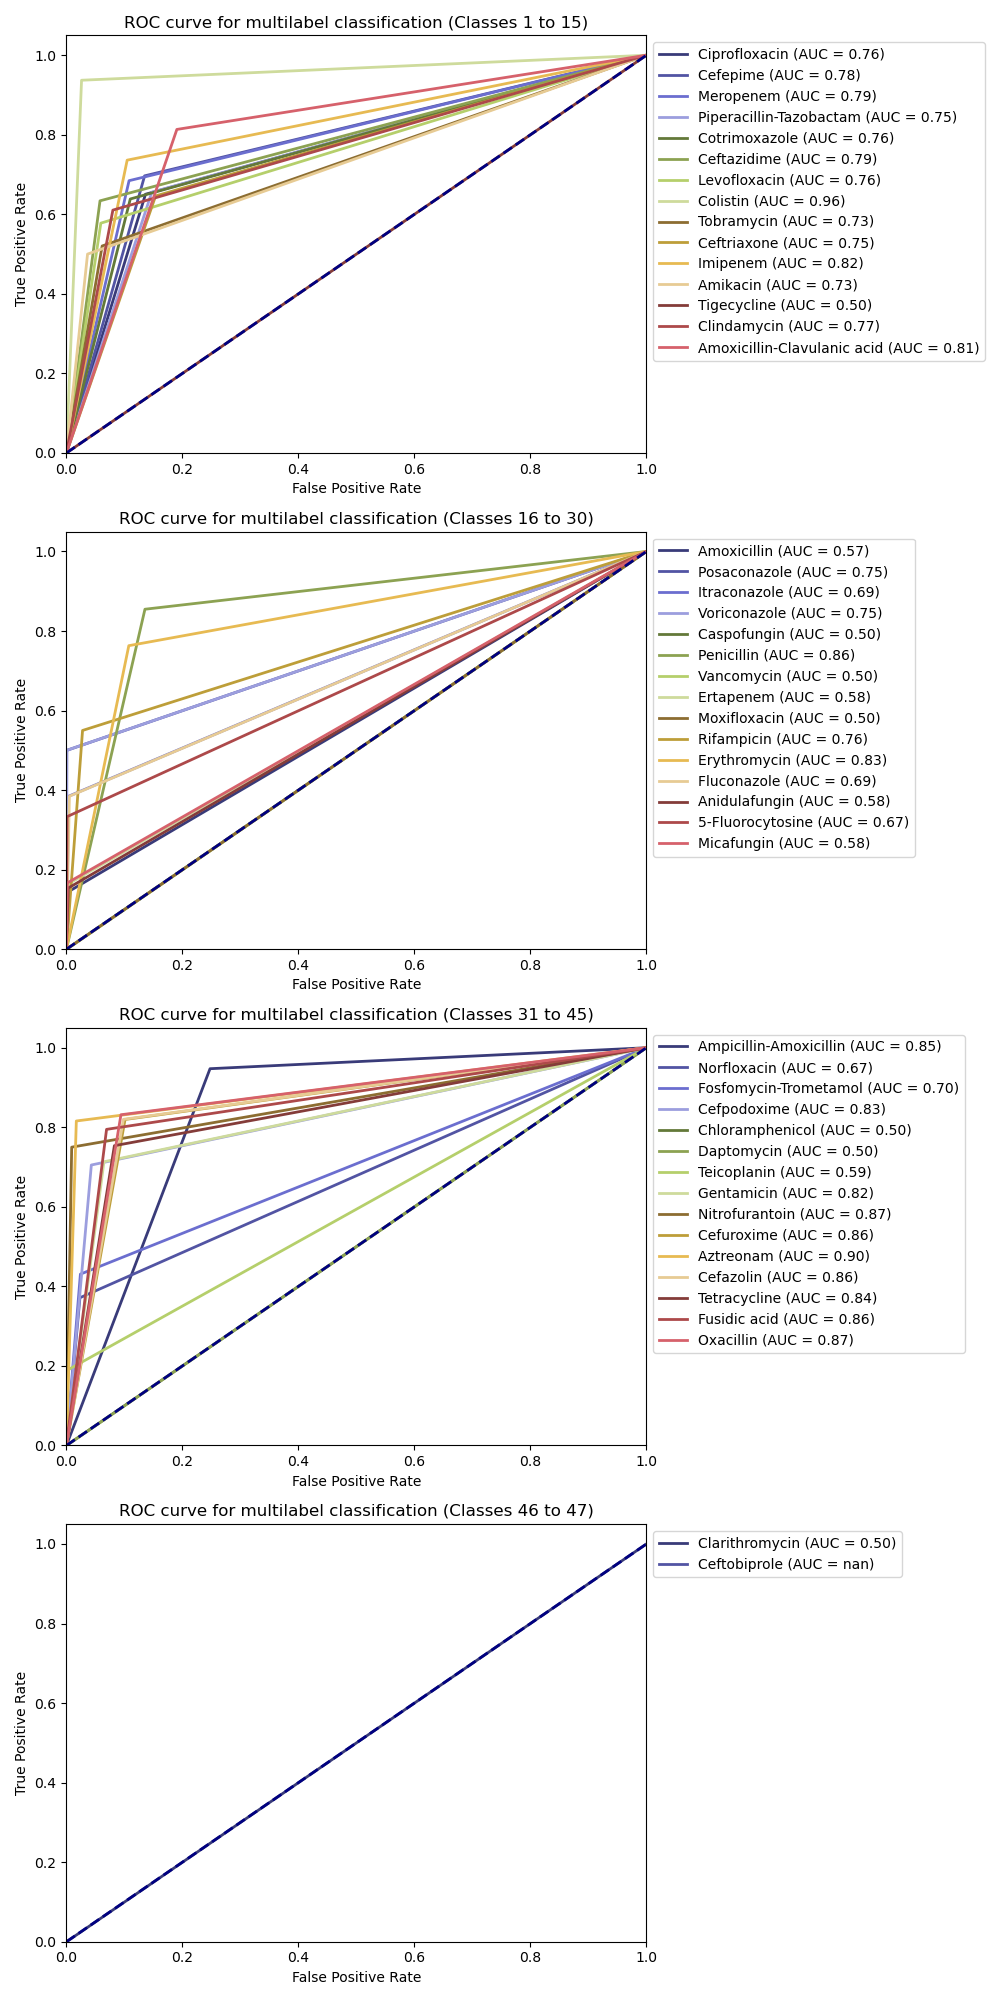 ROC curve for multilabel classification (Classes 1 to 15)
True Positive Rate
1.0
0.8
0.6
0.4
0.2
0.0
0.0 0.2 0.4 0.6 0.8 1.0
False Positive Rate
Ciprofloxacin (AUC = 0.76)
Cefepime (AUC = 0.78)
Meropenem (AUC = 0.79)
Piperacillin-Tazobactam (AUC = 0.75)
Cotrimoxazole (AUC = 0.76)
Ceftazidime (AUC = 0.79)
Levofloxacin (AUC = 0.76)
Colistin (AUC = 0.96)
Tobramycin (AUC = 0.73)
Ceftriaxone (AUC = 0.75)
Imipenem (AUC = 0.82)
Amikacin (AUC = 0.73)
Tigecycline (AUC = 0.50)
Clindamycin (AUC = 0.77)
Amoxicillin-Clavulanic acid (AUC = 0.81)
ROC curve for multilabel classification (Classes 16 to 30)
True Positive Rate
1.0
0.8
0.6
0.4
0.2
0.0
0.0 0.2 0.4 0.6 0.8 1.0
False Positive Rate
Amoxicillin (AUC = 0.57)
Posaconazole (AUC = 0.75)
Itraconazole (AUC = 0.69)
Voriconazole (AUC = 0.75)
Caspofungin (AUC = 0.50)
Penicillin (AUC = 0.86)
Vancomycin (AUC = 0.50)
Ertapenem (AUC = 0.58)
Moxifloxacin (AUC = 0.50)
Rifampicin (AUC = 0.76)
Erythromycin (AUC = 0.83)
Fluconazole (AUC = 0.69)
Anidulafungin (AUC = 0.58)
5-Fluorocytosine (AUC = 0.67)
Micafungin (AUC = 0.58)
ROC curve for multilabel classification (Classes 31 to 45)
True Positive Rate
1.0
0.8
0.6
0.4
0.2
0.0
0.0 0.2 0.4 0.6 0.8 1.0
False Positive Rate
Ampicillin-Amoxicillin (AUC = 0.85)
Norfloxacin (AUC = 0.67)
Fosfomycin-Trometamol (AUC = 0.70)
Cefpodoxime (AUC = 0.83)
Chloramphenicol (AUC = 0.50)
Daptomycin (AUC = 0.50)
Teicoplanin (AUC = 0.59)
Gentamicin (AUC = 0.82)
Nitrofurantoin (AUC = 0.87)
Cefuroxime (AUC = 0.86)
Aztreonam (AUC = 0.90)
Cefazolin (AUC = 0.86)
Tetracycline (AUC = 0.84)
Fusidic acid (AUC = 0.86)
Oxacillin (AUC = 0.87)
ROC curve for multilabel classification (Classes 46 to 47)
True Positive Rate
1.0
0.8
0.6
0.4
0.2
0.0
0.0 0.2 0.4 0.6 0.8 1.0
False Positive Rate
Clarithromycin (AUC = 0.50)
Ceftobiprole (AUC = nan)